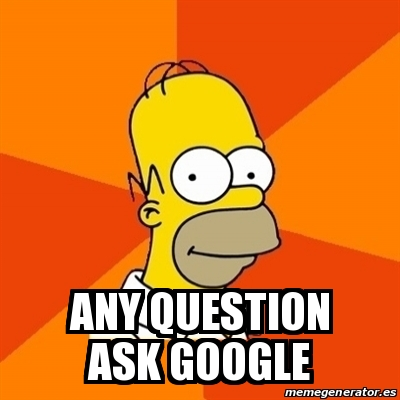 ANY QUESTION
ASK GOOGLE
memegenerator.es